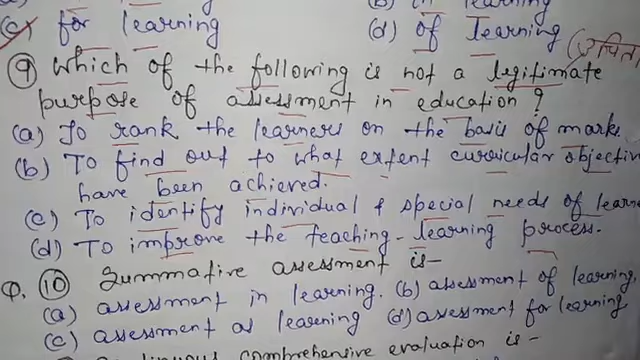 (b) in learning
(c) for learning (d) of learning
(9) Which of the following is not a legitimate
purpose of assessment in education?
(a) To rank the learners on the basis of marks.
(b) To find out to what extent curricular objectiv
have been achieved.
(c) To identify individual & special needs of learne
(d) To improve the teaching-learning process.
Q. (10) Summative assessment is-
(a) assessment in learning. (b) assessment of learning.
(c) assessment as learning (d) assessment for learning
comprehensive evaluation is-